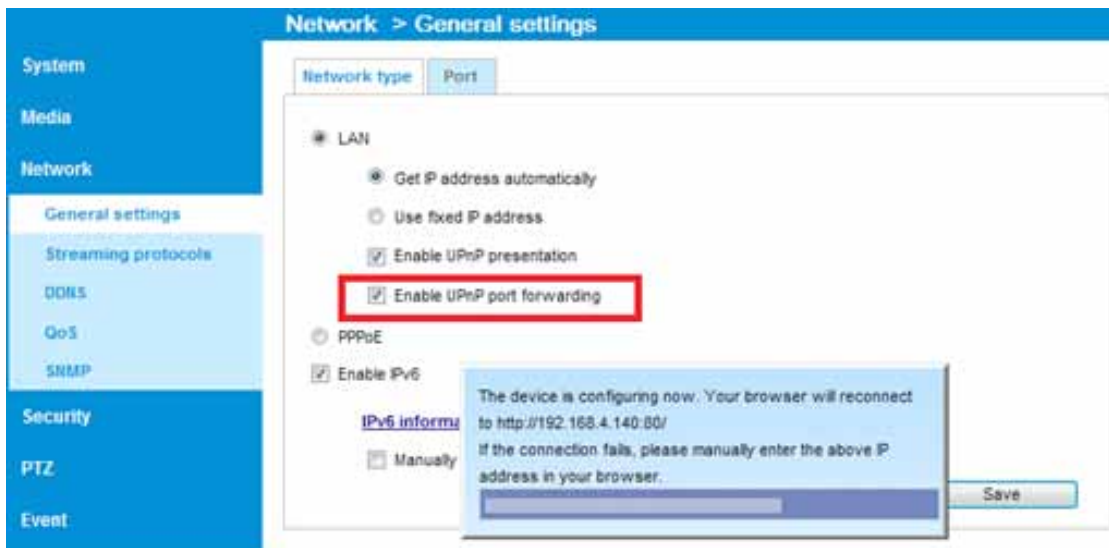 Network > General settings
System
Media
Network
General settings
Streaming protocols
DDNS
QoS
SNMP
Security
PTZ
Event
Network type
Port
LAN
Get IP address automatically
Use fixed IP address
Enable UPnP presentation
Enable UPnP port forwarding
PPPoE
Enable IPv6
IPv6 informa
Manually
The device is configuring now. Your browser will reconnect
to http://192.168.4.140:80/
If the connection fails, please manually enter the above IP
address in your browser.
Save